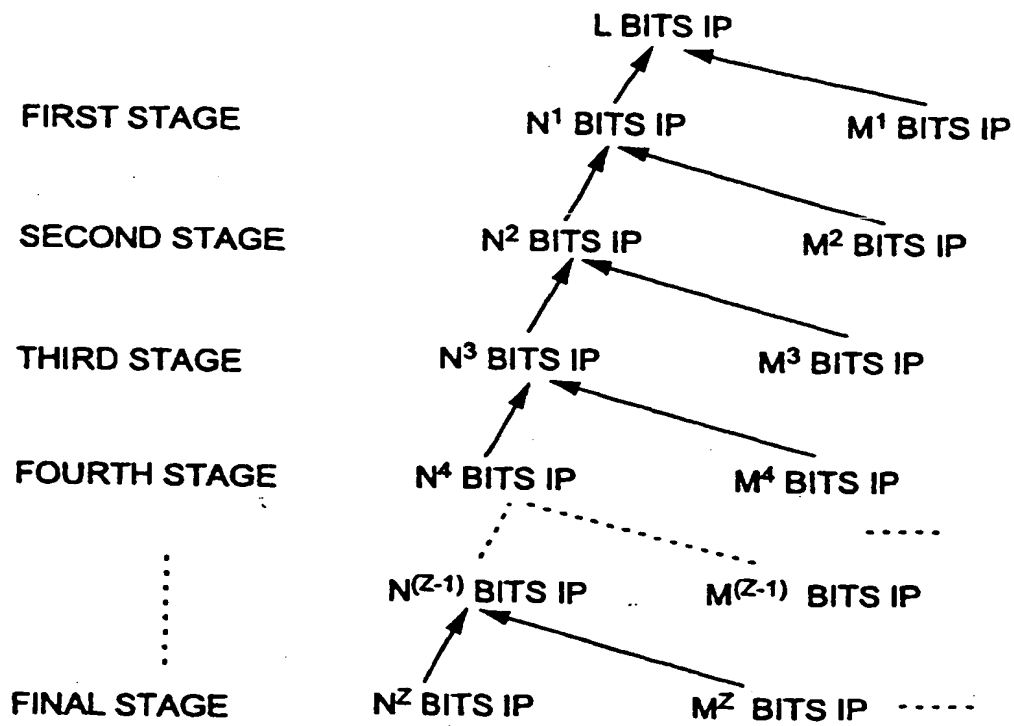 L BITS IP
FIRST STAGE N¹ BITS IP M¹ BITS IP
SECOND STAGE N² BITS IP M² BITS IP
THIRD STAGE N³ BITS IP M³ BITS IP
FOURTH STAGE N⁴ BITS IP M⁴ BITS IP
N⁽ᶻ⁻¹⁾ BITS IP M⁽ᶻ⁻¹⁾ BITS IP
FINAL STAGE Nᶻ BITS IP Mᶻ BITS IP